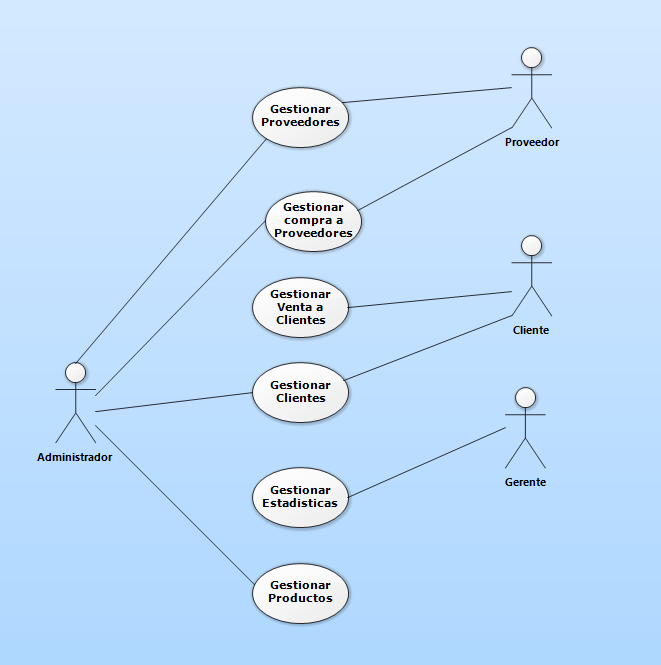 Gestionar
Proveedores
Proveedor
Gestionar
compra a
Proveedores
Gestionar
Venta a
Clientes
Cliente
Gestionar
Clientes
Administrador
Gerente
Gestionar
Estadisticas
Gestionar
Productos